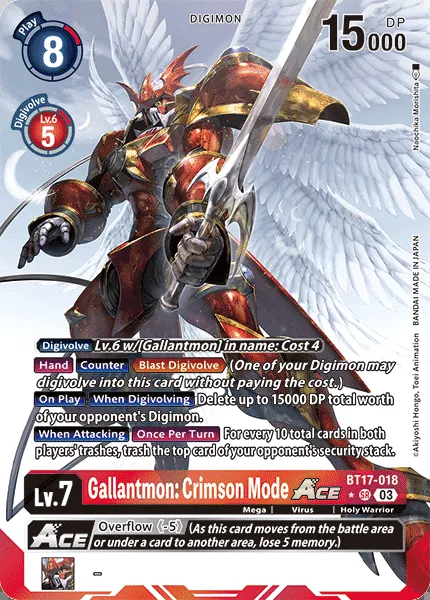 DIGIMON
Play
8
15000 DP
Digivolve
Lv.6
5
Naochika Morishita
©Akiyoshi Hongo, Toei Animation BANDAI MADE IN JAPAN
Digivolve Lv.6 w/[Gallantmon] in name: Cost 4
Hand Counter Blast Digivolve (One of your Digimon may
digivolve into this card without paying the cost.)
On Play When Digivolving Delete up to 15000 DP total worth
of your opponent's Digimon.
When Attacking Once Per Turn For every 10 total cards in both
players' trashes, trash the top card of your opponent's security stack.
Lv.7 Gallantmon: Crimson Mode ACE
BT17-018
SR 03
Mega | Virus | Holy Warrior
ACE Overflow《-5》(As this card moves from the battle area
or under a card to another area, lose 5 memory.)
-